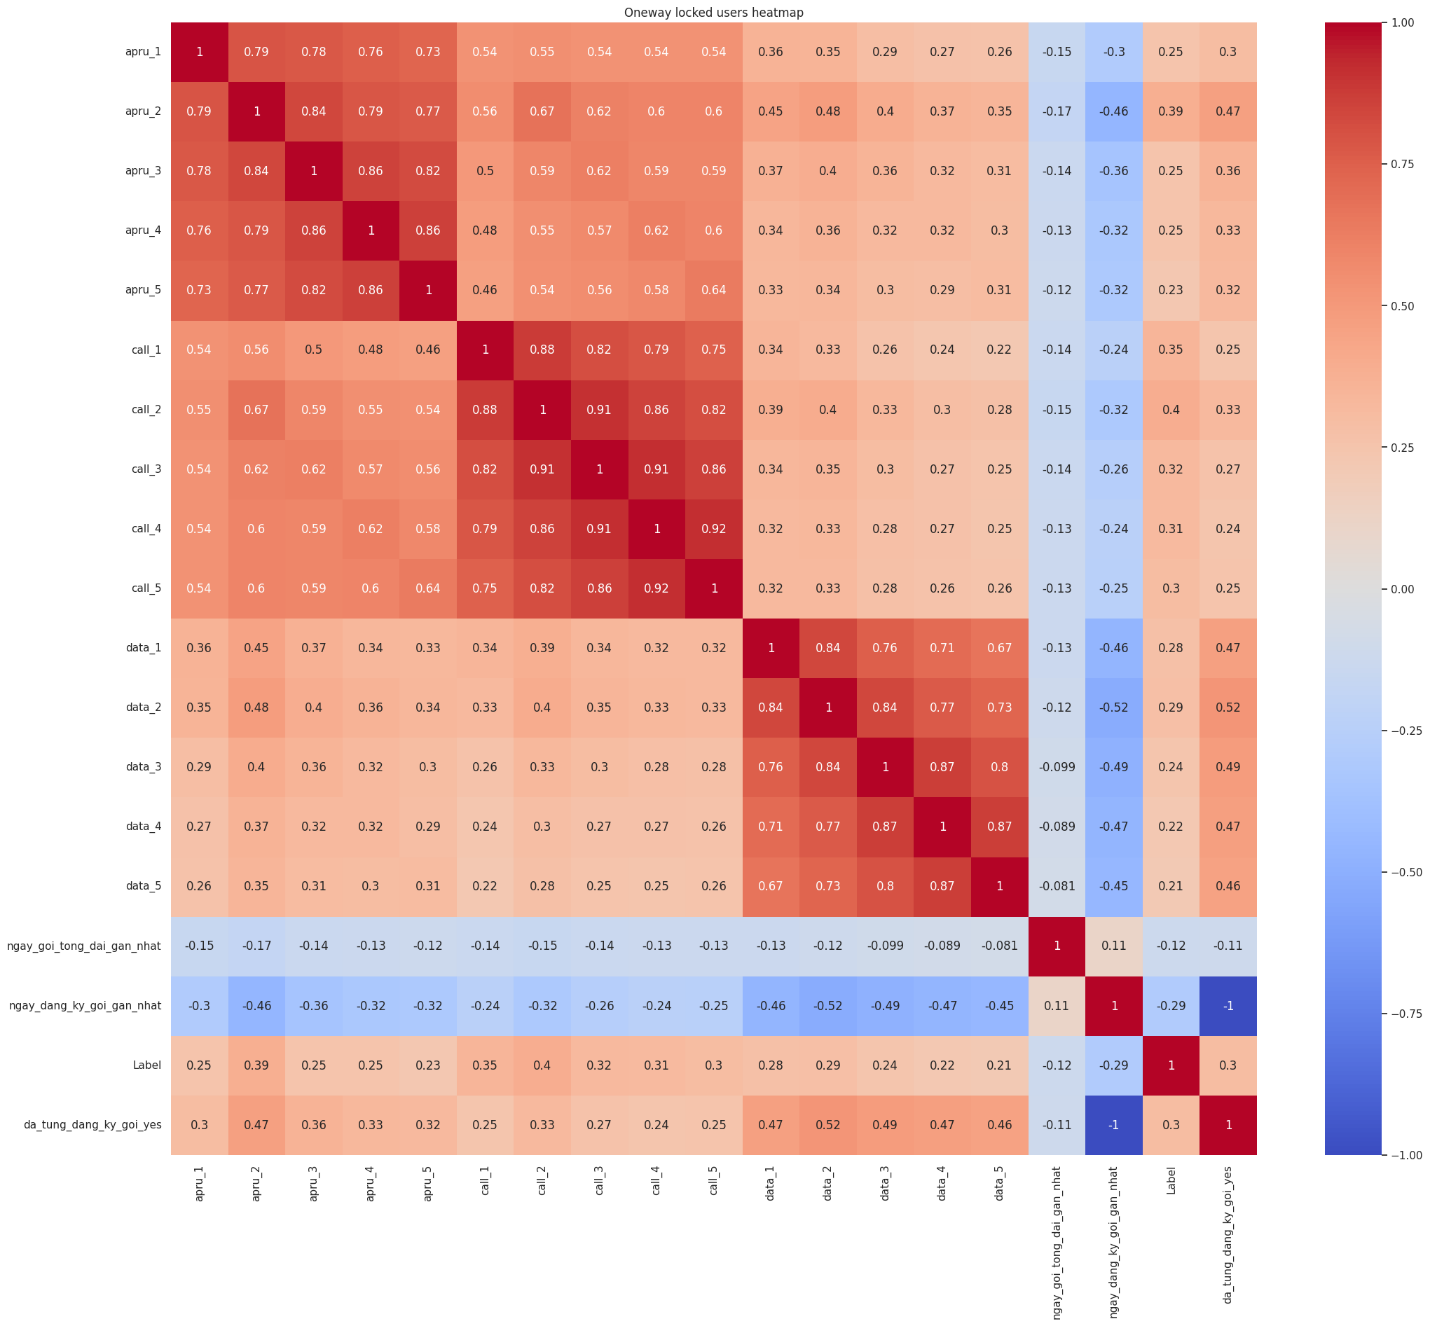 Oneway locked users heatmap
apru_1 1 0.79 0.78 0.76 0.73 0.54 0.55 0.54 0.54 0.54 0.36 0.35 0.29 0.27 0.26 -0.15 -0.3 0.25 0.3
apru_2 0.79 1 0.84 0.79 0.77 0.56 0.67 0.62 0.6 0.6 0.45 0.48 0.4 0.37 0.35 -0.17 -0.46 0.39 0.47
apru_3 0.78 0.84 1 0.86 0.82 0.5 0.59 0.62 0.59 0.59 0.37 0.4 0.36 0.32 0.31 -0.14 -0.36 0.25 0.36
apru_4 0.76 0.79 0.86 1 0.86 0.48 0.55 0.57 0.62 0.6 0.34 0.36 0.32 0.32 0.3 -0.13 -0.32 0.25 0.33
apru_5 0.73 0.77 0.82 0.86 1 0.46 0.54 0.56 0.58 0.64 0.33 0.34 0.3 0.29 0.31 -0.12 -0.32 0.23 0.32
call_1 0.54 0.56 0.5 0.48 0.46 1 0.88 0.82 0.79 0.75 0.34 0.33 0.26 0.24 0.22 -0.14 -0.24 0.35 0.25
call_2 0.55 0.67 0.59 0.55 0.54 0.88 1 0.91 0.86 0.82 0.39 0.4 0.33 0.3 0.28 -0.15 -0.32 0.4 0.33
call_3 0.54 0.62 0.62 0.57 0.56 0.82 0.91 1 0.91 0.86 0.34 0.35 0.3 0.27 0.25 -0.14 -0.26 0.32 0.27
call_4 0.54 0.6 0.59 0.62 0.58 0.79 0.86 0.91 1 0.92 0.32 0.33 0.28 0.27 0.25 -0.13 -0.24 0.31 0.24
call_5 0.54 0.6 0.59 0.6 0.64 0.75 0.82 0.86 0.92 1 0.32 0.33 0.28 0.26 0.26 -0.13 -0.25 0.3 0.25
data_1 0.36 0.45 0.37 0.34 0.33 0.34 0.39 0.34 0.32 0.32 1 0.84 0.76 0.71 0.67 -0.13 -0.46 0.28 0.47
data_2 0.35 0.48 0.4 0.36 0.34 0.33 0.4 0.35 0.33 0.33 0.84 1 0.84 0.77 0.73 -0.12 -0.52 0.29 0.52
data_3 0.29 0.4 0.36 0.32 0.3 0.26 0.33 0.3 0.28 0.28 0.76 0.84 1 0.87 0.8 -0.099 -0.49 0.24 0.49
data_4 0.27 0.37 0.32 0.32 0.29 0.24 0.3 0.27 0.27 0.26 0.71 0.77 0.87 1 0.87 -0.089 -0.47 0.22 0.47
data_5 0.26 0.35 0.31 0.3 0.31 0.22 0.28 0.25 0.25 0.26 0.67 0.73 0.8 0.87 1 -0.081 -0.45 0.21 0.46
ngay_goi_tong_dai_gan_nhat -0.15 -0.17 -0.14 -0.13 -0.12 -0.14 -0.15 -0.14 -0.13 -0.13 -0.13 -0.12 -0.099 -0.089 -0.081 1 0.11 -0.12 -0.11
ngay_dang_ky_goi_gan_nhat -0.3 -0.46 -0.36 -0.32 -0.32 -0.24 -0.32 -0.26 -0.24 -0.25 -0.46 -0.52 -0.49 -0.47 -0.45 0.11 1 -0.29 -1
Label 0.25 0.39 0.25 0.25 0.23 0.35 0.4 0.32 0.31 0.3 0.28 0.29 0.24 0.22 0.21 -0.12 -0.29 1 0.3
da_tung_dang_ky_goi_yes 0.3 0.47 0.36 0.33 0.32 0.25 0.33 0.27 0.24 0.25 0.47 0.52 0.49 0.47 0.46 -0.11 -1 0.3 1
apru_1
apru_2
apru_3
apru_4
apru_5
call_1
call_2
call_3
call_4
call_5
data_1
data_2
data_3
data_4
data_5
ngay_goi_tong_dai_gan_nhat
ngay_dang_ky_goi_gan_nhat
Label
da_tung_dang_ky_goi_yes
1.00
0.75
0.50
0.25
0.00
−0.25
−0.50
−0.75
−1.00